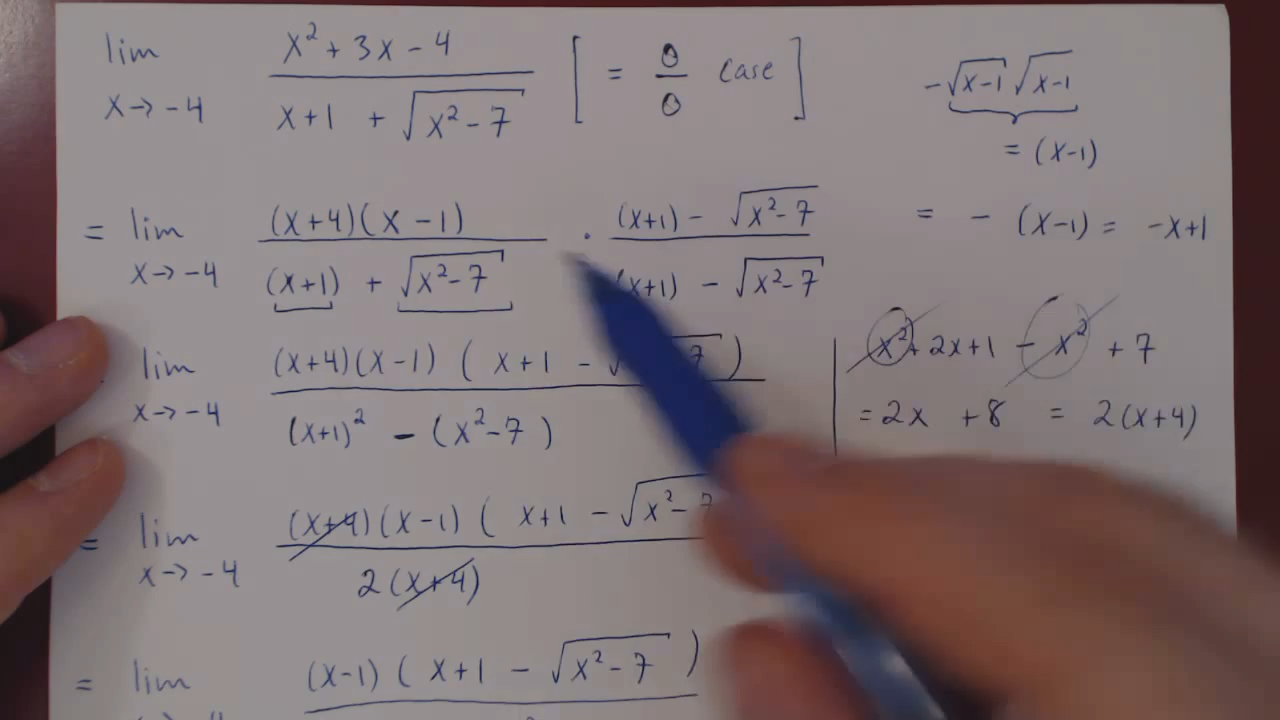 lim x→-4 (x² + 3x - 4) / (x+1 + √(x²-7)) [ = 0/0 case ]
-√(x-1) √(x-1)
= (x-1)
= - (x-1) = -x+1
= lim x→-4 (x+4)(x-1) / ((x+1) + √(x²-7)) · ((x+1) - √(x²-7)) / ((x+1) - √(x²-7))
lim x→-4 (x+4)(x-1)( x+1 - √ 7 ) / ((x+1)² - (x²-7))
x² + 2x+1 - x² + 7
= 2x + 8 = 2(x+4)
= lim x→-4 (x+4)(x-1)( x+1 - √(x²-7 / 2(x+4)
= lim (x-1)( x+1 - √(x²-7) )